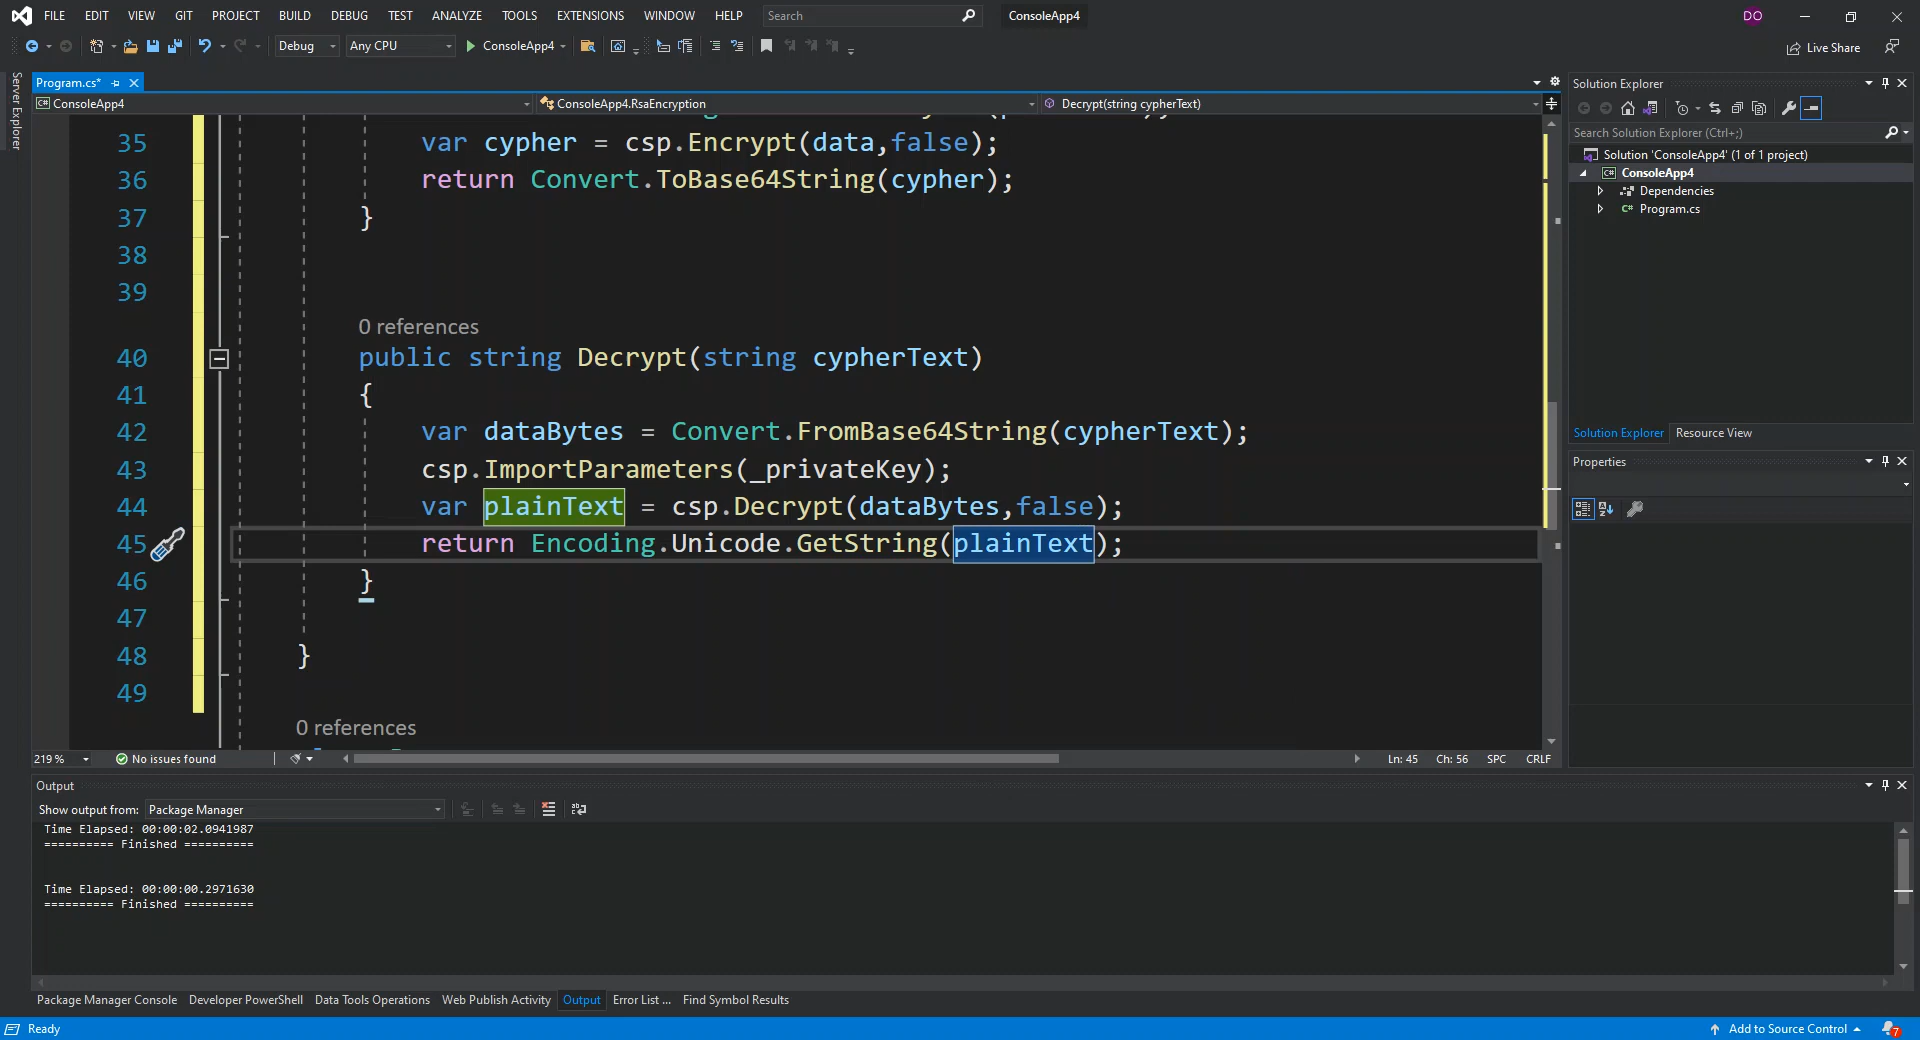 FILE EDIT VIEW GIT PROJECT BUILD DEBUG TEST ANALYZE TOOLS EXTENSIONS WINDOW HELP Search ConsoleApp4 DO
Debug Any CPU ConsoleApp4 Live Share
Server Explorer
Program.cs*
ConsoleApp4 ConsoleApp4.RsaEncryption Decrypt(string cypherText)
35 var cypher = csp.Encrypt(data,false);
36 return Convert.ToBase64String(cypher);
37 }
38
39
0 references
40 public string Decrypt(string cypherText)
41 {
42 var dataBytes = Convert.FromBase64String(cypherText);
43 csp.ImportParameters(_privateKey);
44 var plainText = csp.Decrypt(dataBytes,false);
45 return Encoding.Unicode.GetString(plainText);
46 }
47
48 }
49
0 references
219 % No issues found Ln: 45 Ch: 56 SPC CRLF
Solution Explorer
Search Solution Explorer (Ctrl+;)
Solution 'ConsoleApp4' (1 of 1 project)
ConsoleApp4
Dependencies
C# Program.cs
Solution Explorer Resource View
Properties
Output
Show output from: Package Manager
Time Elapsed: 00:00:02.0941987
========== Finished ==========
Time Elapsed: 00:00:00.2971630
========== Finished ==========
Package Manager Console Developer PowerShell Data Tools Operations Web Publish Activity Output Error List ... Find Symbol Results
Ready Add to Source Control 7